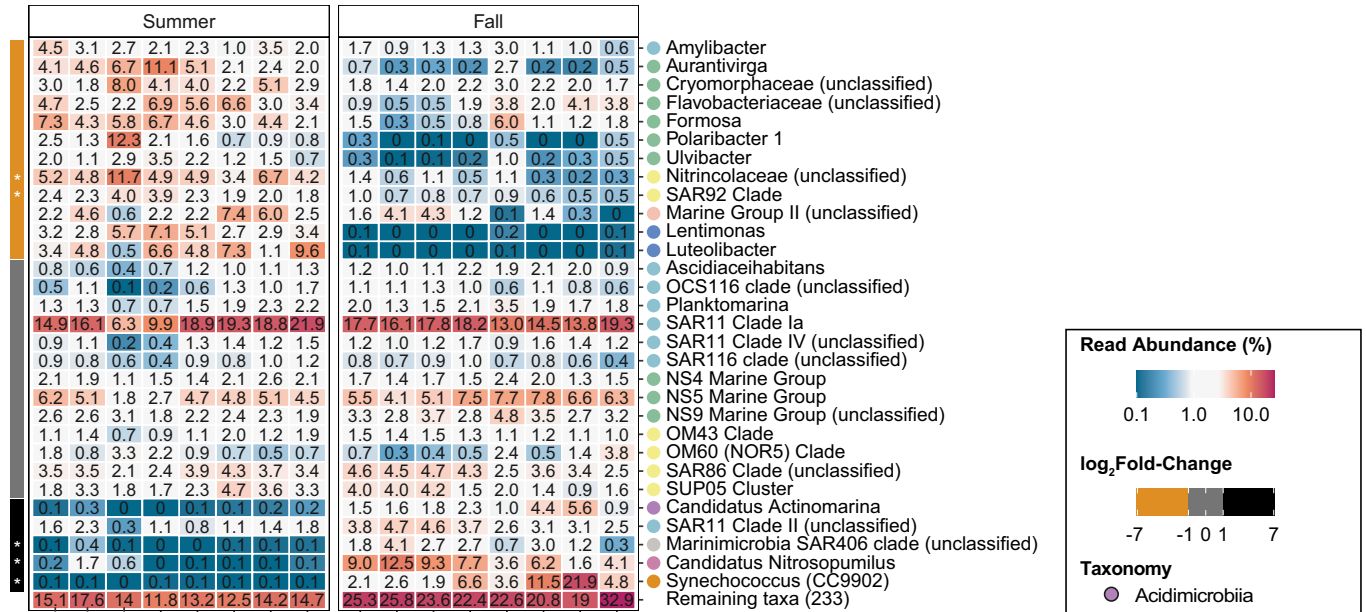 Summer Fall
4.5 3.1 2.7 2.1 2.3 1.0 3.5 2.0 1.7 0.9 1.3 1.3 3.0 1.1 1.0 0.6 Amylibacter
4.1 4.6 6.7 11.1 5.1 2.1 2.4 2.0 0.7 0.3 0.3 0.2 2.7 0.2 0.2 0.5 Aurantivirga
3.0 1.8 8.0 4.1 4.0 2.2 5.1 2.9 1.8 1.4 2.0 2.2 3.0 2.2 2.0 1.7 Cryomorphaceae (unclassified)
4.7 2.5 2.2 6.9 5.6 6.6 3.0 3.4 0.9 0.5 0.5 1.9 3.8 2.0 4.1 3.8 Flavobacteriaceae (unclassified)
7.3 4.3 5.8 6.7 4.6 3.0 4.4 2.1 1.5 0.3 0.5 0.8 6.0 1.1 1.2 1.8 Formosa
2.5 1.3 12.3 2.1 1.6 0.7 0.9 0.8 0.3 0 0.1 0 0.5 0 0 0.5 Polaribacter 1
2.0 1.1 2.9 3.5 2.2 1.2 1.5 0.7 0.3 0.1 0.1 0.2 1.0 0.2 0.3 0.5 Ulvibacter
* 5.2 4.8 11.7 4.9 4.9 3.4 6.7 4.2 1.4 0.6 1.1 0.5 1.1 0.3 0.2 0.3 Nitrincolaceae (unclassified)
* 2.4 2.3 4.0 3.9 2.3 1.9 2.0 1.8 1.0 0.7 0.8 0.7 0.9 0.6 0.5 0.5 SAR92 Clade
2.2 4.6 0.6 2.2 2.2 7.4 6.0 2.5 1.6 4.1 4.3 1.2 0.1 1.4 0.3 0 Marine Group II (unclassified)
3.2 2.8 5.7 7.1 5.1 2.7 2.9 3.4 0.1 0 0 0 0.2 0 0 0.1 Lentimonas
3.4 4.8 0.5 6.6 4.8 7.3 1.1 9.6 0.1 0 0 0 0.1 0 0 0.1 Luteolibacter
0.8 0.6 0.4 0.7 1.2 1.0 1.1 1.3 1.2 1.0 1.1 2.2 1.9 2.1 2.0 0.9 Ascidiaceihabitans
0.5 1.1 0.1 0.2 0.6 1.3 1.0 1.7 1.1 1.1 1.3 1.0 0.6 1.1 0.8 0.6 OCS116 clade (unclassified)
1.3 1.3 0.7 0.7 1.5 1.9 2.3 2.2 2.0 1.3 1.5 2.1 3.5 1.9 1.7 1.8 Planktomarina
14.9 16.1 6.3 9.9 18.9 19.3 18.8 21.9 17.7 16.1 17.8 18.2 13.0 14.5 13.8 19.3 SAR11 Clade Ia
0.9 1.1 0.2 0.4 1.3 1.4 1.2 1.5 1.2 1.0 1.2 1.7 0.9 1.6 1.4 1.2 SAR11 Clade IV (unclassified)
0.9 0.8 0.6 0.4 0.9 0.8 1.0 1.2 0.8 0.7 0.9 1.0 0.7 0.8 0.6 0.4 SAR116 clade (unclassified)
2.1 1.9 1.1 1.5 1.4 2.1 2.6 2.1 1.7 1.4 1.7 1.5 2.4 2.0 1.3 1.5 NS4 Marine Group
6.2 5.1 1.8 2.7 4.7 4.8 5.1 4.5 5.5 4.1 5.1 7.5 7.7 7.8 6.6 6.3 NS5 Marine Group
2.6 2.6 3.1 1.8 2.2 2.4 2.3 1.9 3.3 2.8 3.7 2.8 4.8 3.5 2.7 3.2 NS9 Marine Group (unclassified)
1.1 1.4 0.7 0.9 1.1 2.0 1.2 1.9 1.5 1.4 1.5 1.3 1.1 1.2 1.1 1.0 OM43 Clade
1.8 0.8 3.3 2.2 0.9 0.7 0.5 0.7 0.7 0.3 0.4 0.5 2.4 0.5 1.4 3.8 OM60 (NOR5) Clade
3.5 3.5 2.1 2.4 3.9 4.3 3.7 3.4 4.6 4.5 4.7 4.3 2.5 3.6 3.4 2.5 SAR86 Clade (unclassified)
1.8 3.3 1.8 1.7 2.3 4.7 3.6 3.3 4.0 4.0 4.2 1.5 2.0 1.4 0.9 1.6 SUP05 Cluster
0.1 0.3 0 0 0.1 0.1 0.2 0.2 1.5 1.6 1.8 2.3 1.0 4.4 5.6 0.9 Candidatus Actinomarina
1.6 2.3 0.3 1.1 0.8 1.1 1.4 1.8 3.8 4.7 4.6 3.7 2.6 3.1 3.1 2.5 SAR11 Clade II (unclassified)
* 0.1 0.4 0.1 0 0 0.1 0.1 0.1 1.8 4.1 2.7 2.7 0.7 3.0 1.2 0.3 Marinimicrobia SAR406 clade (unclassified)
* 0.2 1.7 0.6 0 0.1 0.1 0.1 0.1 9.0 12.5 9.3 7.7 3.6 6.2 1.6 4.1 Candidatus Nitrosopumilus
* 0.1 0.1 0 0.1 0.1 0.1 0.1 0.1 2.1 2.6 1.9 6.6 3.6 11.5 21.9 4.8 Synechococcus (CC9902)
15.1 17.6 14 11.8 13.2 12.5 14.2 14.7 25.3 25.8 23.6 22.4 22.6 20.8 19 32.9 Remaining taxa (233)
Read Abundance (%)
0.1 1.0 10.0
log2Fold-Change
-7 -1 0 1 7
Taxonomy
Acidimicrobiia